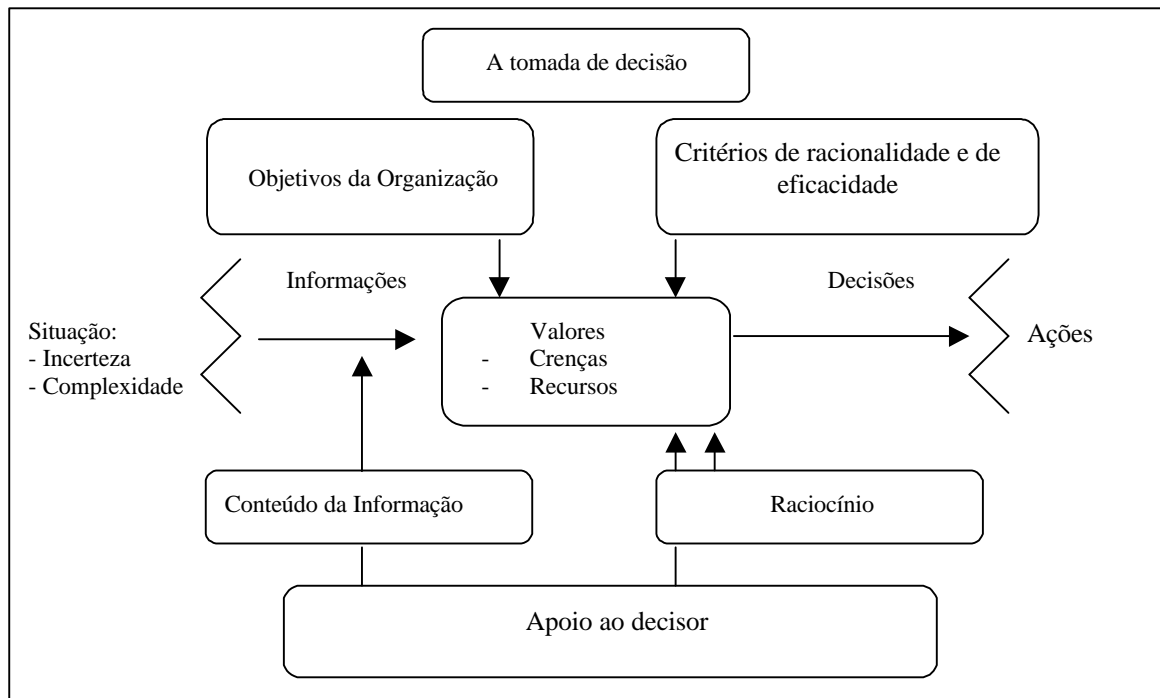 A tomada de decisão
Objetivos da Organização
Critérios de racionalidade e de
eficacidade
Informações
Decisões
Situação:
- Incerteza
- Complexidade
Valores
- Crenças
- Recursos
Ações
Conteúdo da Informação
Raciocínio
Apoio ao decisor